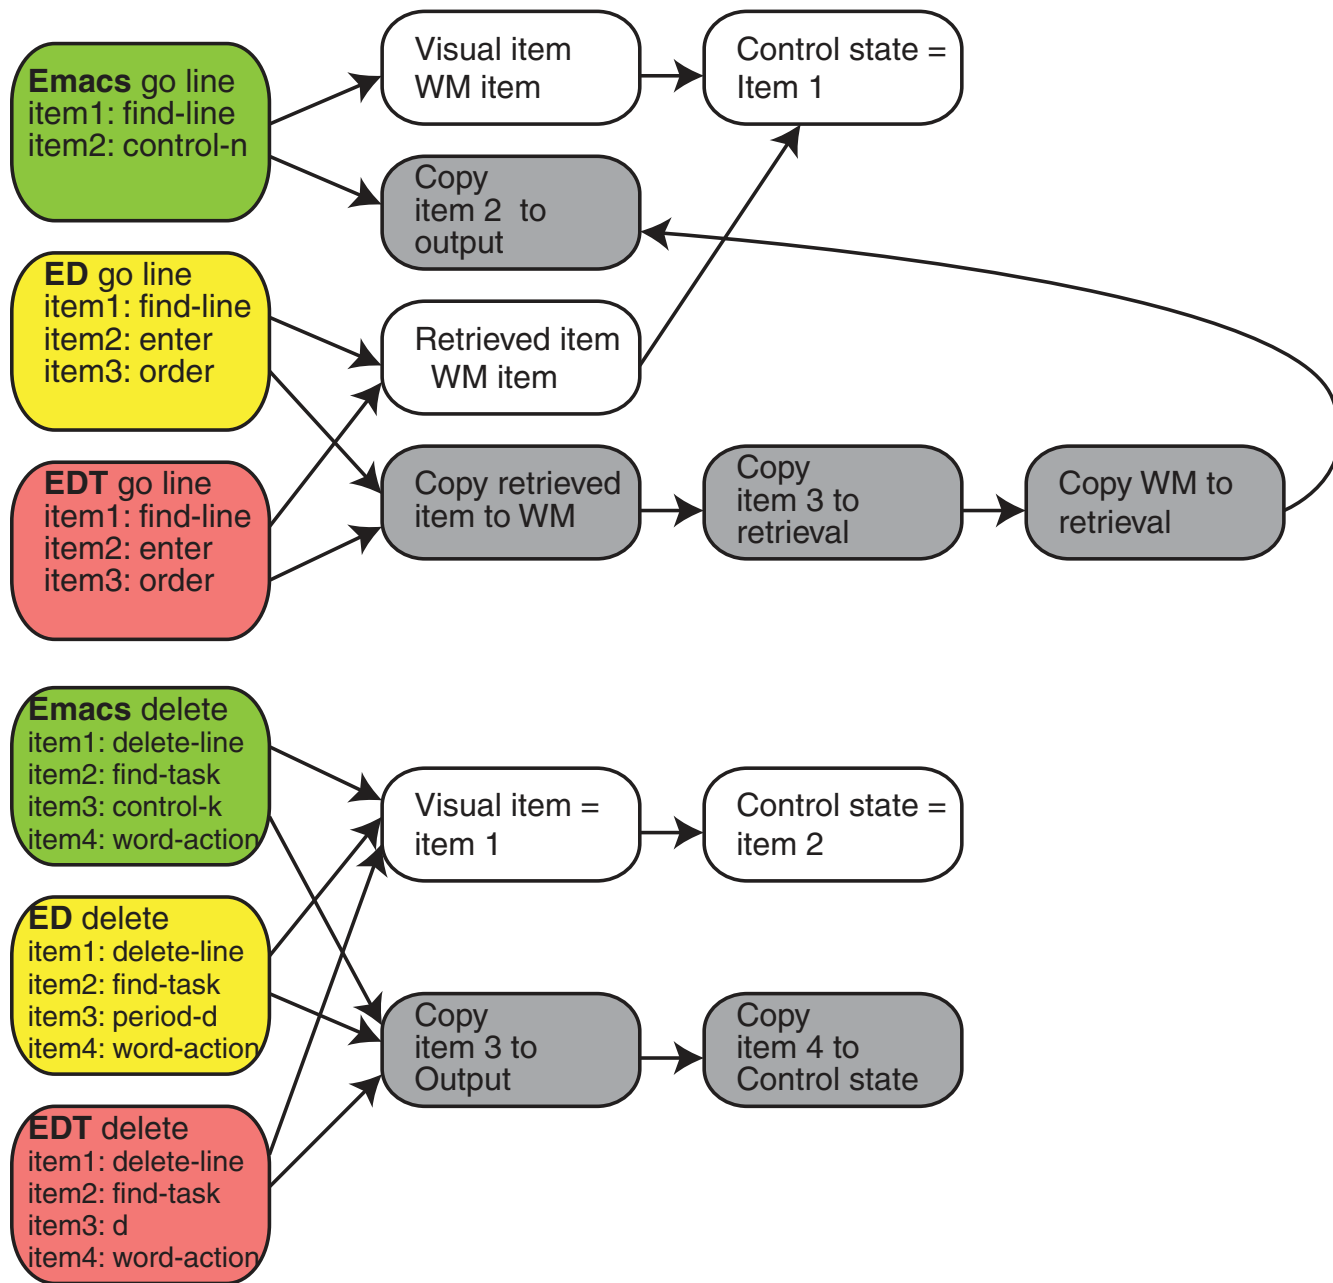 Emacs go line
item1: find-line
item2: control-n
Visual item
WM item
Control state =
Item 1
Copy
item 2 to
output
ED go line
item1: find-line
item2: enter
item3: order
Retrieved item
WM item
EDT go line
item1: find-line
item2: enter
item3: order
Copy retrieved
item to WM
Copy
item 3 to
retrieval
Copy WM to
retrieval
Emacs delete
item1: delete-line
item2: find-task
item3: control-k
item4: word-action
Visual item =
item 1
Control state =
item 2
ED delete
item1: delete-line
item2: find-task
item3: period-d
item4: word-action
Copy
item 3 to
Output
Copy
item 4 to
Control state
EDT delete
item1: delete-line
item2: find-task
item3: d
item4: word-action